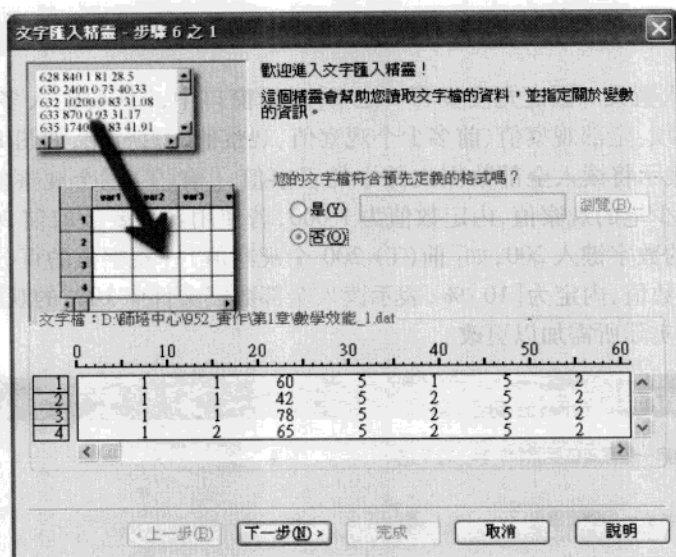 文字匯入精靈 - 步驟 6 之 1
628 840 1 81 28.5
630 2400 0 73 40.33
632 10200 0 83 31.08
633 870 0 93 31.17
635 1740 83 41.91
歡迎進入文字匯入精靈！
這個精靈會幫助您讀取文字檔的資料，並指定關於變數
的資訊。
您的文字檔符合預先定義的格式嗎？
是(Y)
瀏覽(B)...
否(O)
var1 var2 var3 v
1
2
3
4
文字檔：D:\師培中心\952_實作\第1章\數學效能_1.dat
0 10 20 30 40 50 60
1 1 1 60 5 1 5 2
2 1 1 42 5 2 5 2
3 1 1 78 5 2 5 2
4 1 2 65 5 2 5 2
<上一步(B) 下一步(N)> 完成 取消 說明